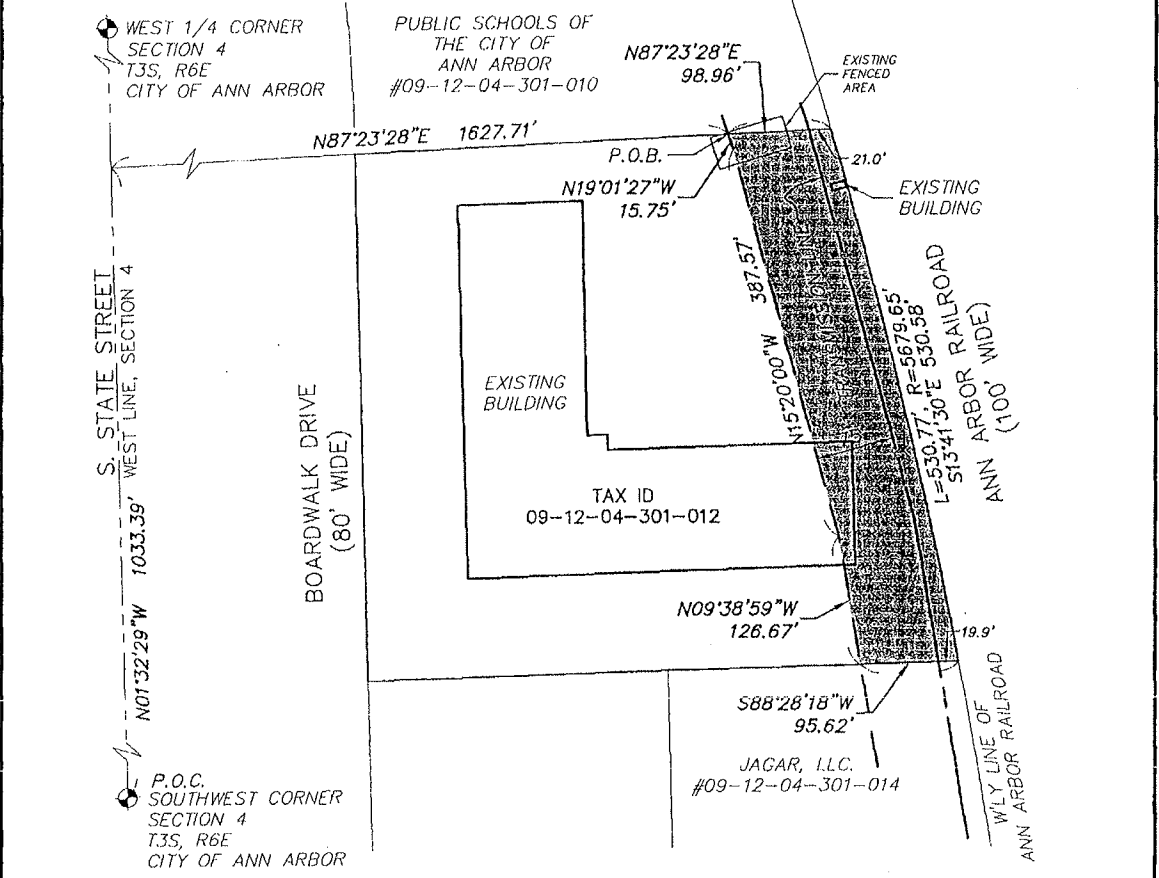 WEST 1/4 CORNER
SECTION 4
T3S, R6E
CITY OF ANN ARBOR
PUBLIC SCHOOLS OF
THE CITY OF
ANN ARBOR
#09-12-04-301-010
N87°23'28"E
98.96'
EXISTING
FENCED
AREA
N87°23'28"E 1627.71'
P.O.B.
21.0'
N19°01'27"W
15.75'
EXISTING
BUILDING
S. STATE STREET
WEST LINE, SECTION 4
N01°32'29"W 1033.39'
BOARDWALK DRIVE
(80' WIDE)
EXISTING
BUILDING
TAX ID
09-12-04-301-012
N15°20'00"W 387.57'
TRANSMISSION LINE
L=530.77', R=5679.65'
S13°41'30"E 530.58'
ANN ARBOR RAILROAD
(100' WIDE)
N09°38'59"W
126.67'
19.9'
S88°28'18"W
95.62'
JAGAR, LLC.
#09-12-04-301-014
W'LY LINE OF
ANN ARBOR RAILROAD
P.O.C.
SOUTHWEST CORNER
SECTION 4
T3S, R6E
CITY OF ANN ARBOR